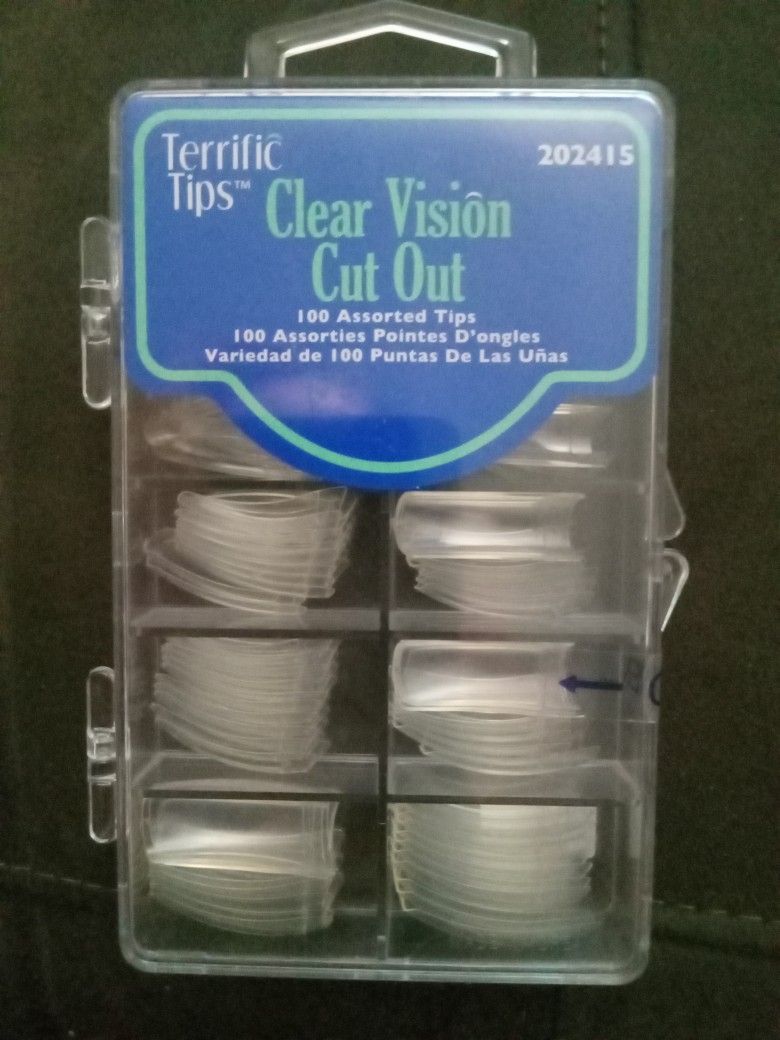 Terrific
Tips™
202415
Clear Vision
Cut Out
100 Assorted Tips
100 Assorties Pointes D'ongles
Variedad de 100 Puntas De Las Uñas